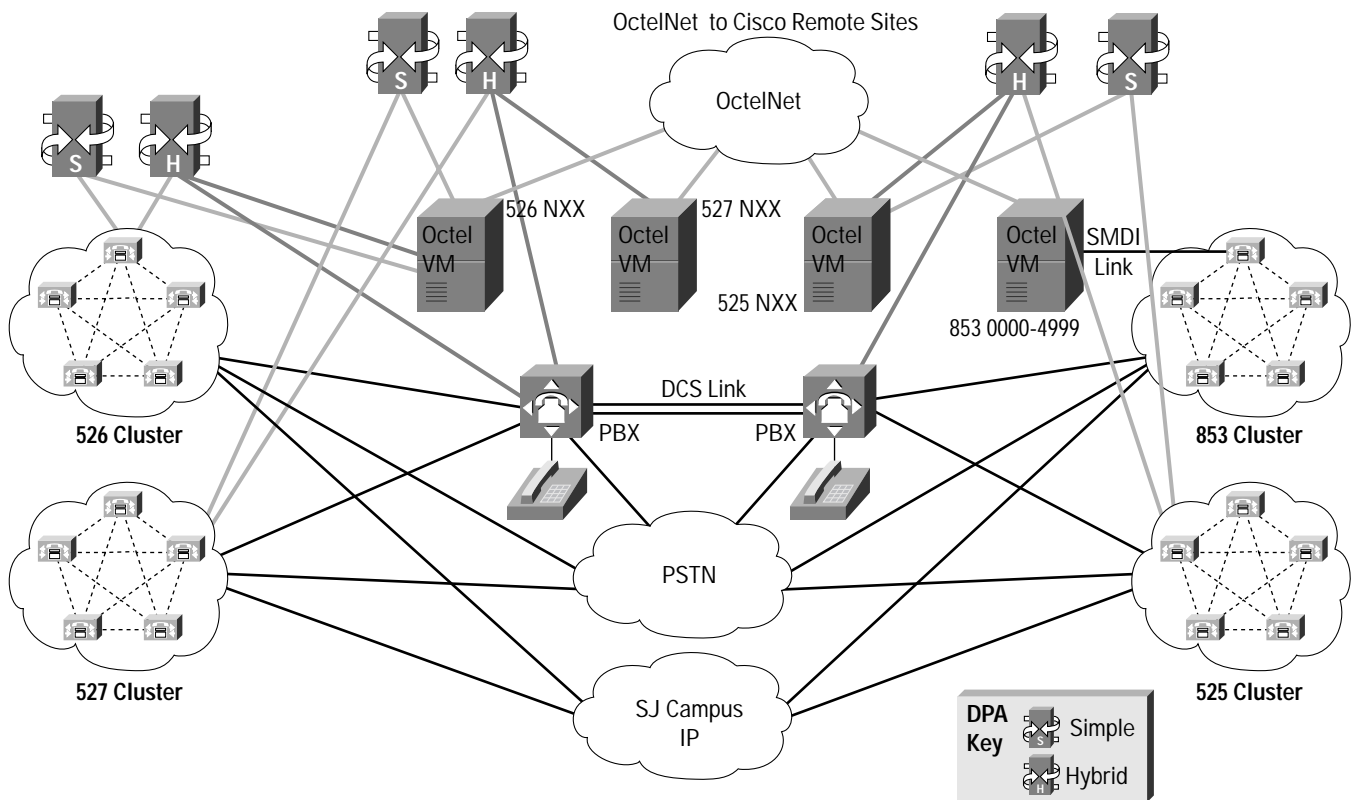 OctelNet to Cisco Remote Sites
S
H
H
S
OctelNet
S
H
526 NXX
527 NXX
Octel
VM
Octel
VM
Octel
VM
Octel
VM
SMDI
Link
525 NXX
853 0000-4999
DCS Link
PBX
PBX
526 Cluster
853 Cluster
PSTN
527 Cluster
525 Cluster
SJ Campus
IP
DPA
Key
S
Simple
H
Hybrid